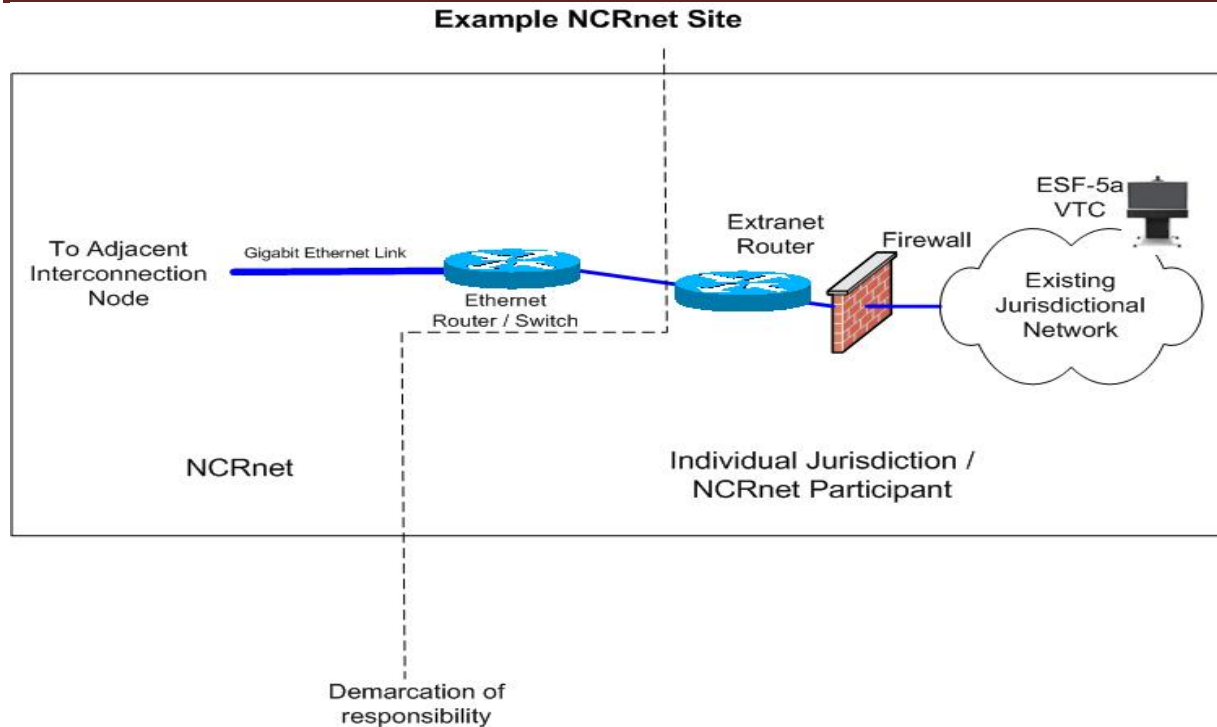 Example NCRnet Site
To Adjacent
Interconnection
Node
Gigabit Ethernet Link
Ethernet
Router / Switch
Extranet
Router
Firewall
ESF-5a
VTC
Existing
Jurisdictional
Network
NCRnet
Individual Jurisdiction /
NCRnet Participant
Demarcation of
responsibility